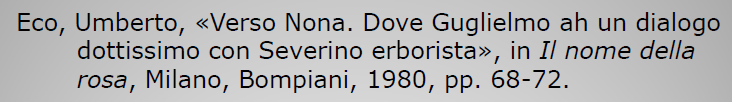 Eco, Umberto, «Verso Nona. Dove Guglielmo ah un dialogo
dottissimo con Severino erborista», in Il nome della
rosa, Milano, Bompiani, 1980, pp. 68-72.